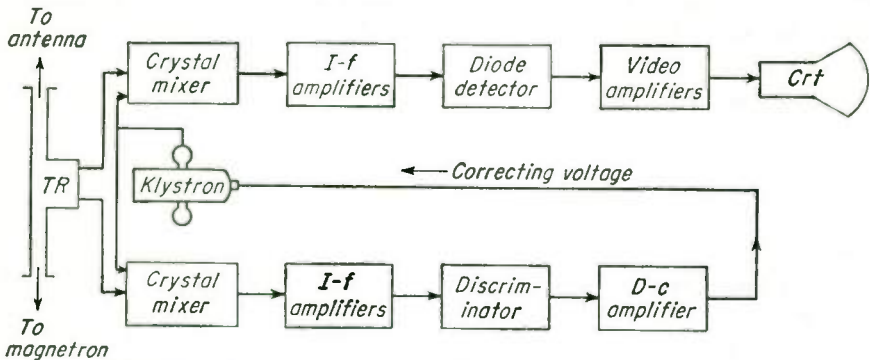 To
antenna
Crystal
mixer
I-f
amplifiers
Diode
detector
Video
amplifiers
Crt
TR
Klystron
Correcting voltage
Crystal
mixer
I-f
amplifiers
Discrim-
inator
D-c
amplifier
To
magnetron